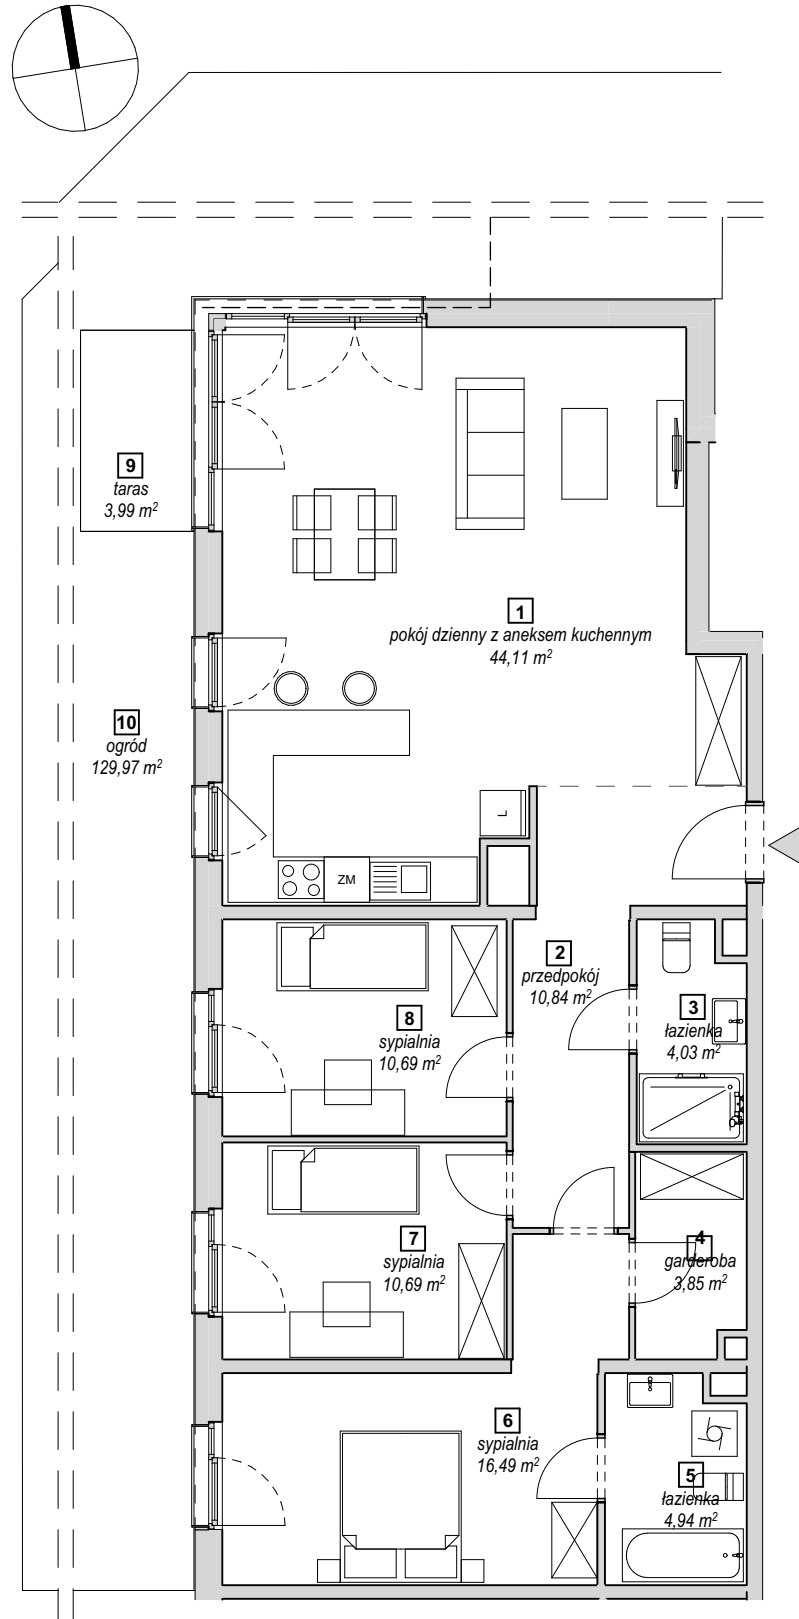 9
taras
3,99 m²
1
pokój dzienny z aneksem kuchennym
44,11 m²
10
ogród
129,97 m²
L
ZM
2
przedpokój
10,84 m²
3
łazienka
4,03 m²
8
sypialnia
10,69 m²
7
sypialnia
10,69 m²
4
garderoba
3,85 m²
6
sypialnia
16,49 m²
5
łazienka
4,94 m²